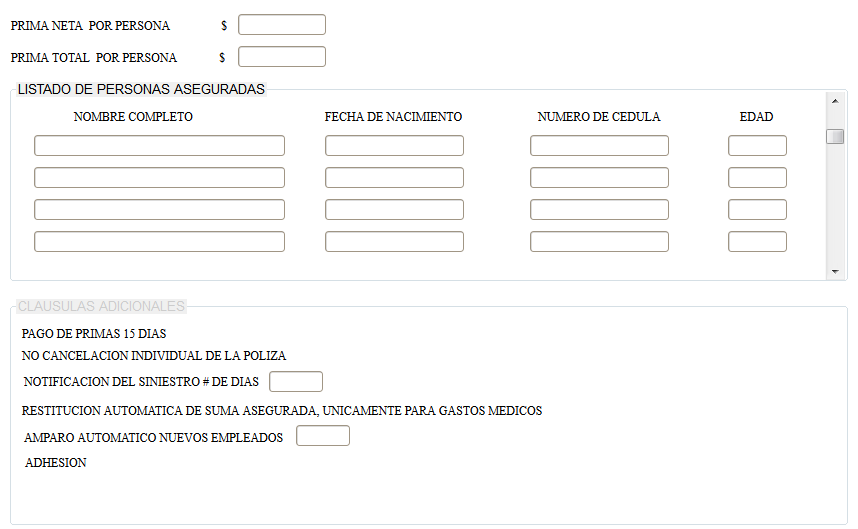 PRIMA NETA POR PERSONA $
PRIMA TOTAL POR PERSONA $
LISTADO DE PERSONAS ASEGURADAS
NOMBRE COMPLETO FECHA DE NACIMIENTO NUMERO DE CEDULA EDAD
CLAUSULAS ADICIONALES
PAGO DE PRIMAS 15 DIAS
NO CANCELACION INDIVIDUAL DE LA POLIZA
NOTIFICACION DEL SINIESTRO # DE DIAS
RESTITUCION AUTOMATICA DE SUMA ASEGURADA, UNICAMENTE PARA GASTOS MEDICOS
AMPARO AUTOMATICO NUEVOS EMPLEADOS
ADHESION